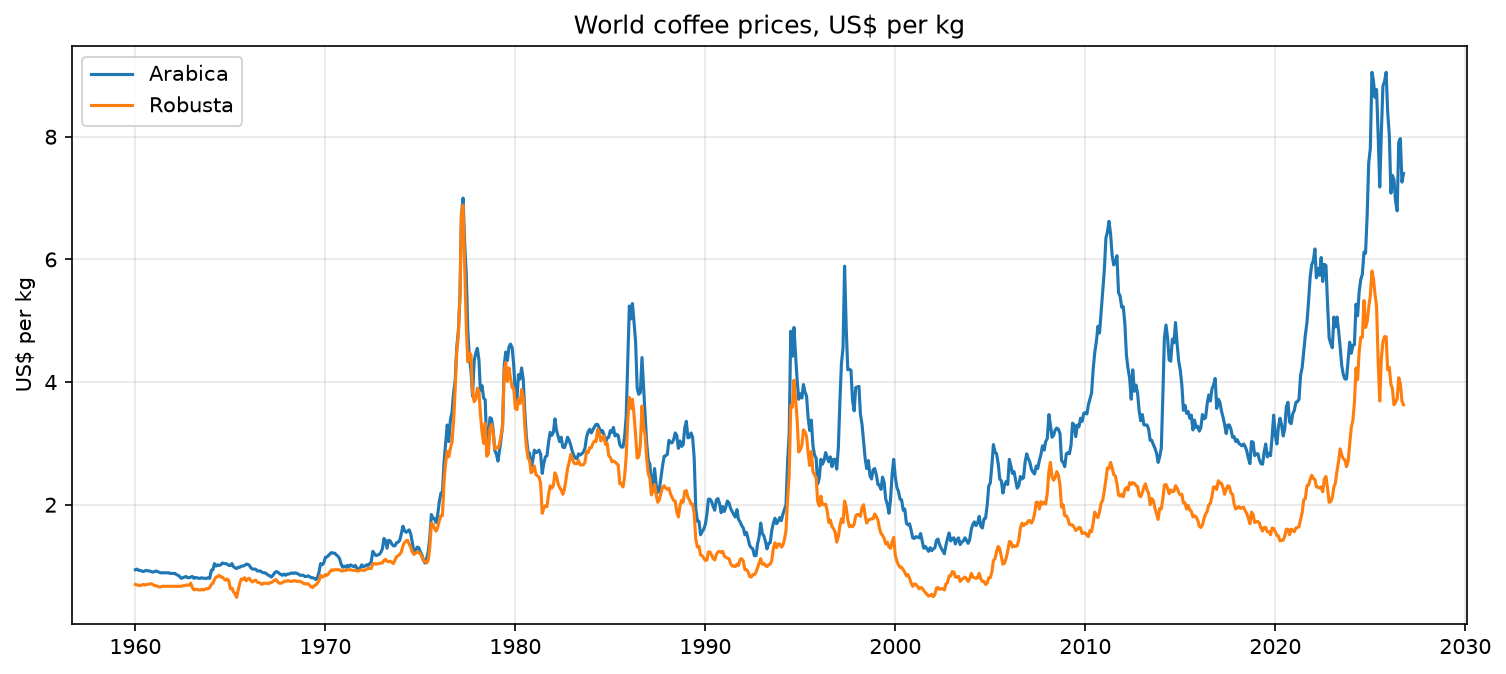 World coffee prices, US$ per kg
Arabica
Robusta
US$ per kg
8
6
4
2
1960 1970 1980 1990 2000 2010 2020 2030